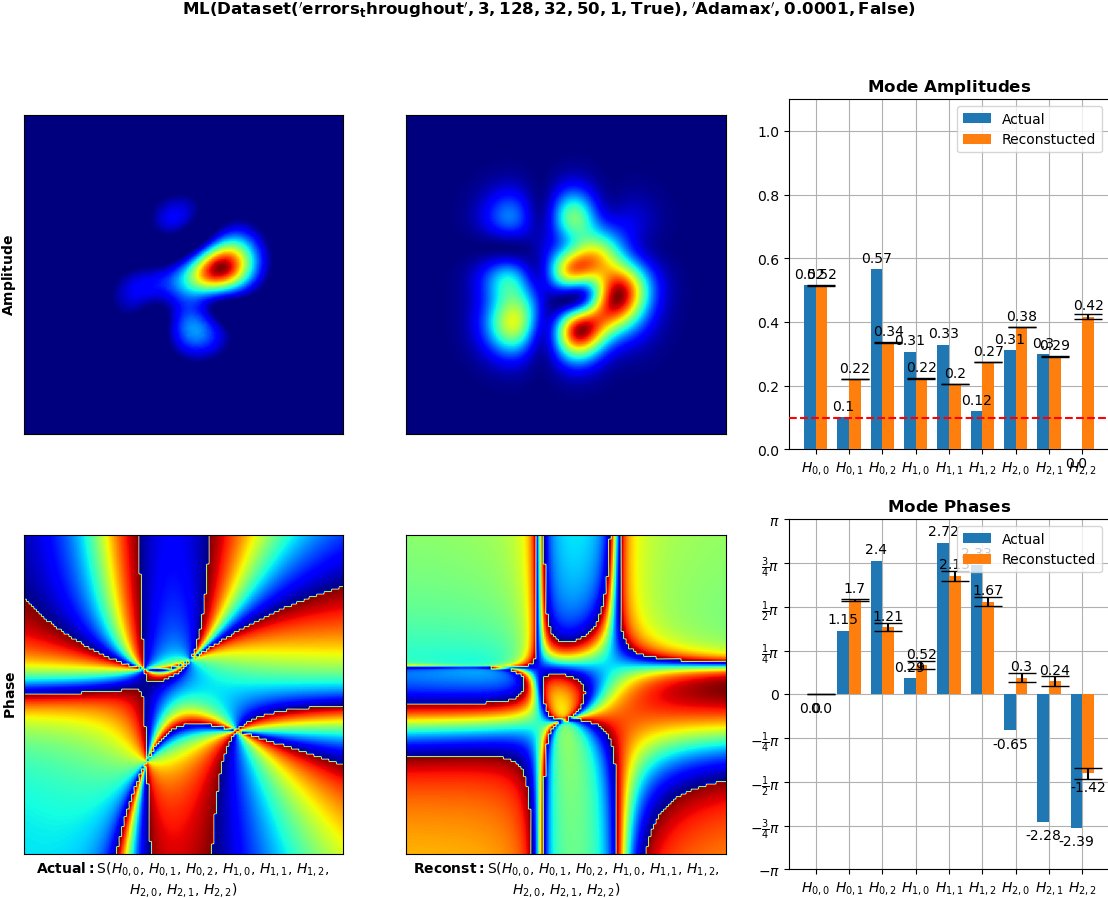 ML(Dataset('errors_throughout', 3, 128, 32, 50, 1, True), 'Adamax', 0.0001, False)
Mode Amplitudes
Actual
Reconstucted
Amplitude
1.0
0.8
0.6
0.4
0.2
0.0
0.52
0.52
0.1
0.22
0.57
0.34
0.31
0.22
0.33
0.2
0.12
0.27
0.31
0.38
0.3
0.29
0.0
0.42
H0,0 H0,1 H0,2 H1,0 H1,1 H1,2 H2,0 H2,1 H2,2
Mode Phases
Actual
Reconstucted
Phase
π
3/4π
1/2π
1/4π
0
−1/4π
−1/2π
−3/4π
−π
0.0
0.0
1.15
1.7
2.4
1.21
0.29
0.52
2.72
1.67
-0.65
0.3
-2.28
0.24
-2.39
-1.42
H0,0 H0,1 H0,2 H1,0 H1,1 H1,2 H2,0 H2,1 H2,2
Actual: S(H0,0, H0,1, H0,2, H1,0, H1,1, H1,2,
H2,0, H2,1, H2,2)
Reconst: S(H0,0, H0,1, H0,2, H1,0, H1,1, H1,2,
H2,0, H2,1, H2,2)